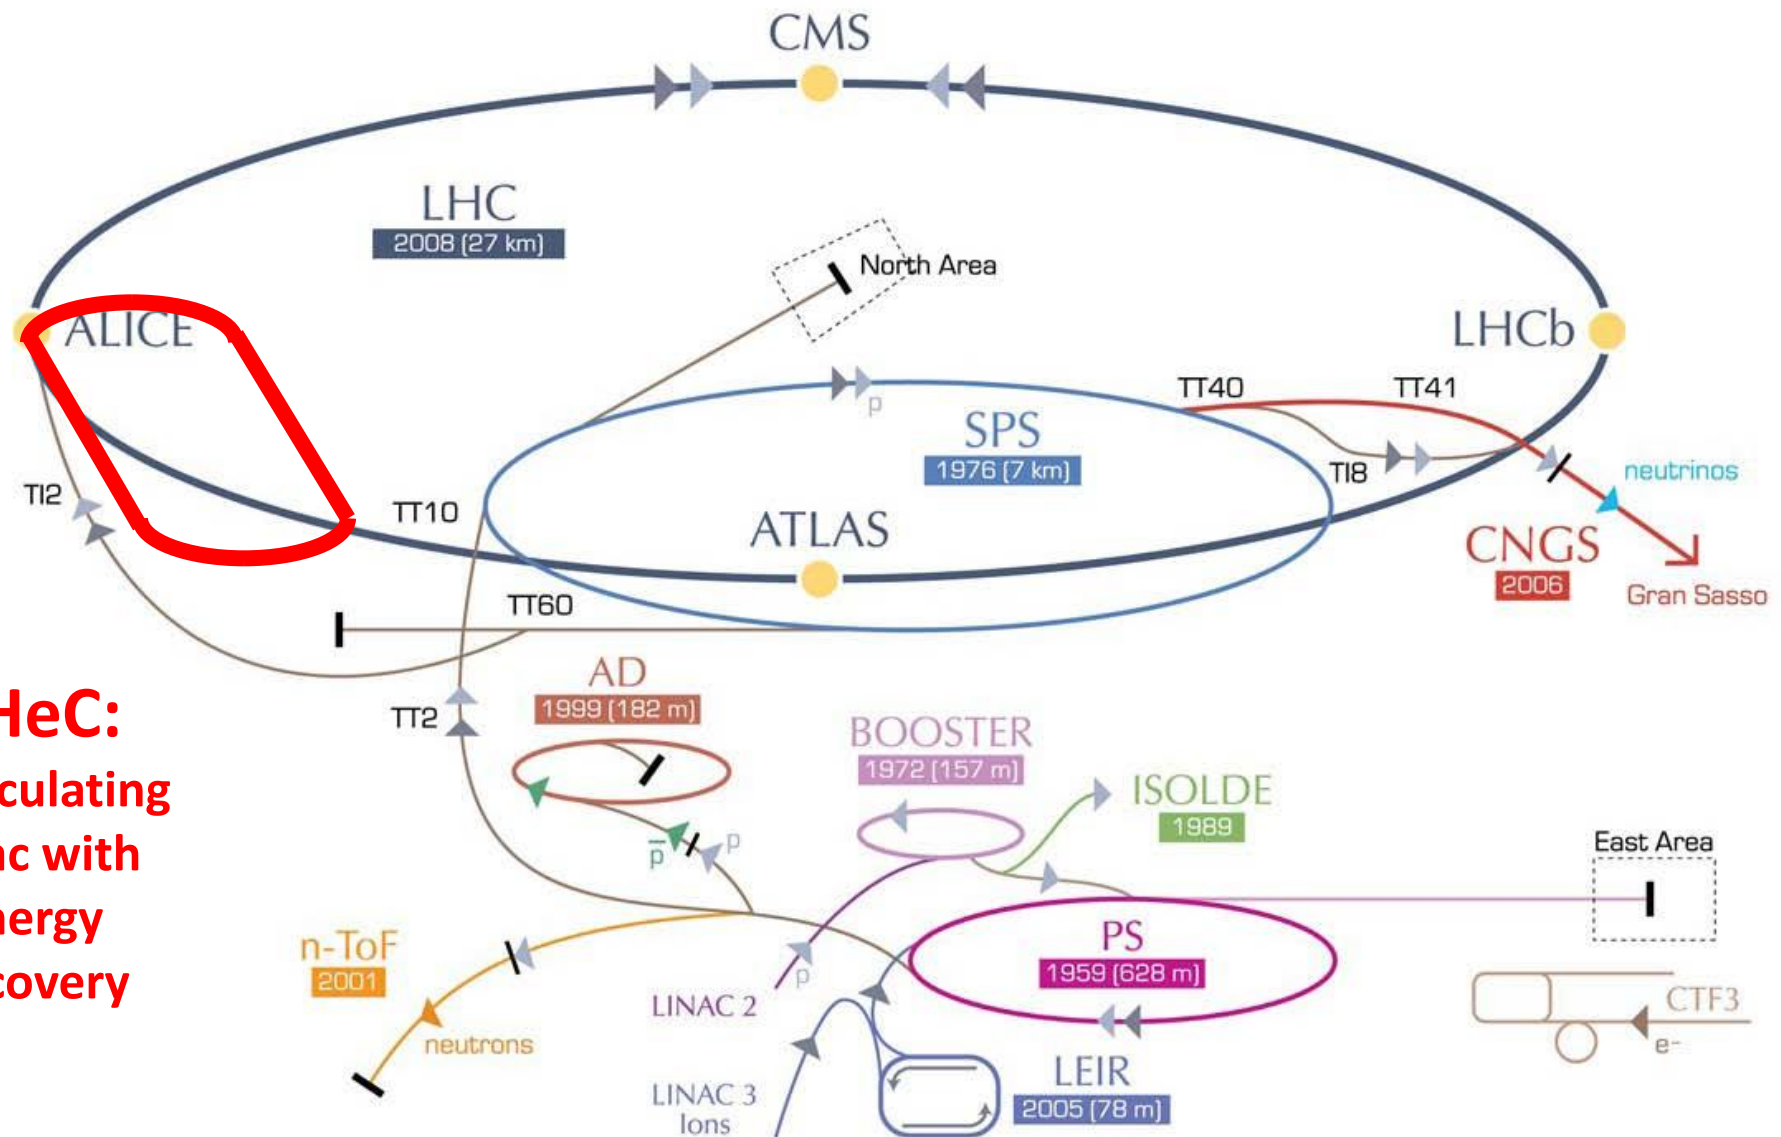 CMS
LHC
2008 (27 km)
North Area
ALICE
LHCb
TT40
TT41
p
SPS
1976 (7 km)
TI8
neutrinos
TI2
TT10
ATLAS
CNGS
2006
Gran Sasso
TT60
AD
1999 (182 m)
HeC:
TT2
BOOSTER
1972 (157 m)
culating
ISOLDE
1989
ac with
p̅
p
East Area
nergy
n-ToF
2001
PS
1959 (628 m)
covery
p
LINAC 2
CTF3
neutrons
e-
LEIR
2005 (78 m)
LINAC 3
Ions